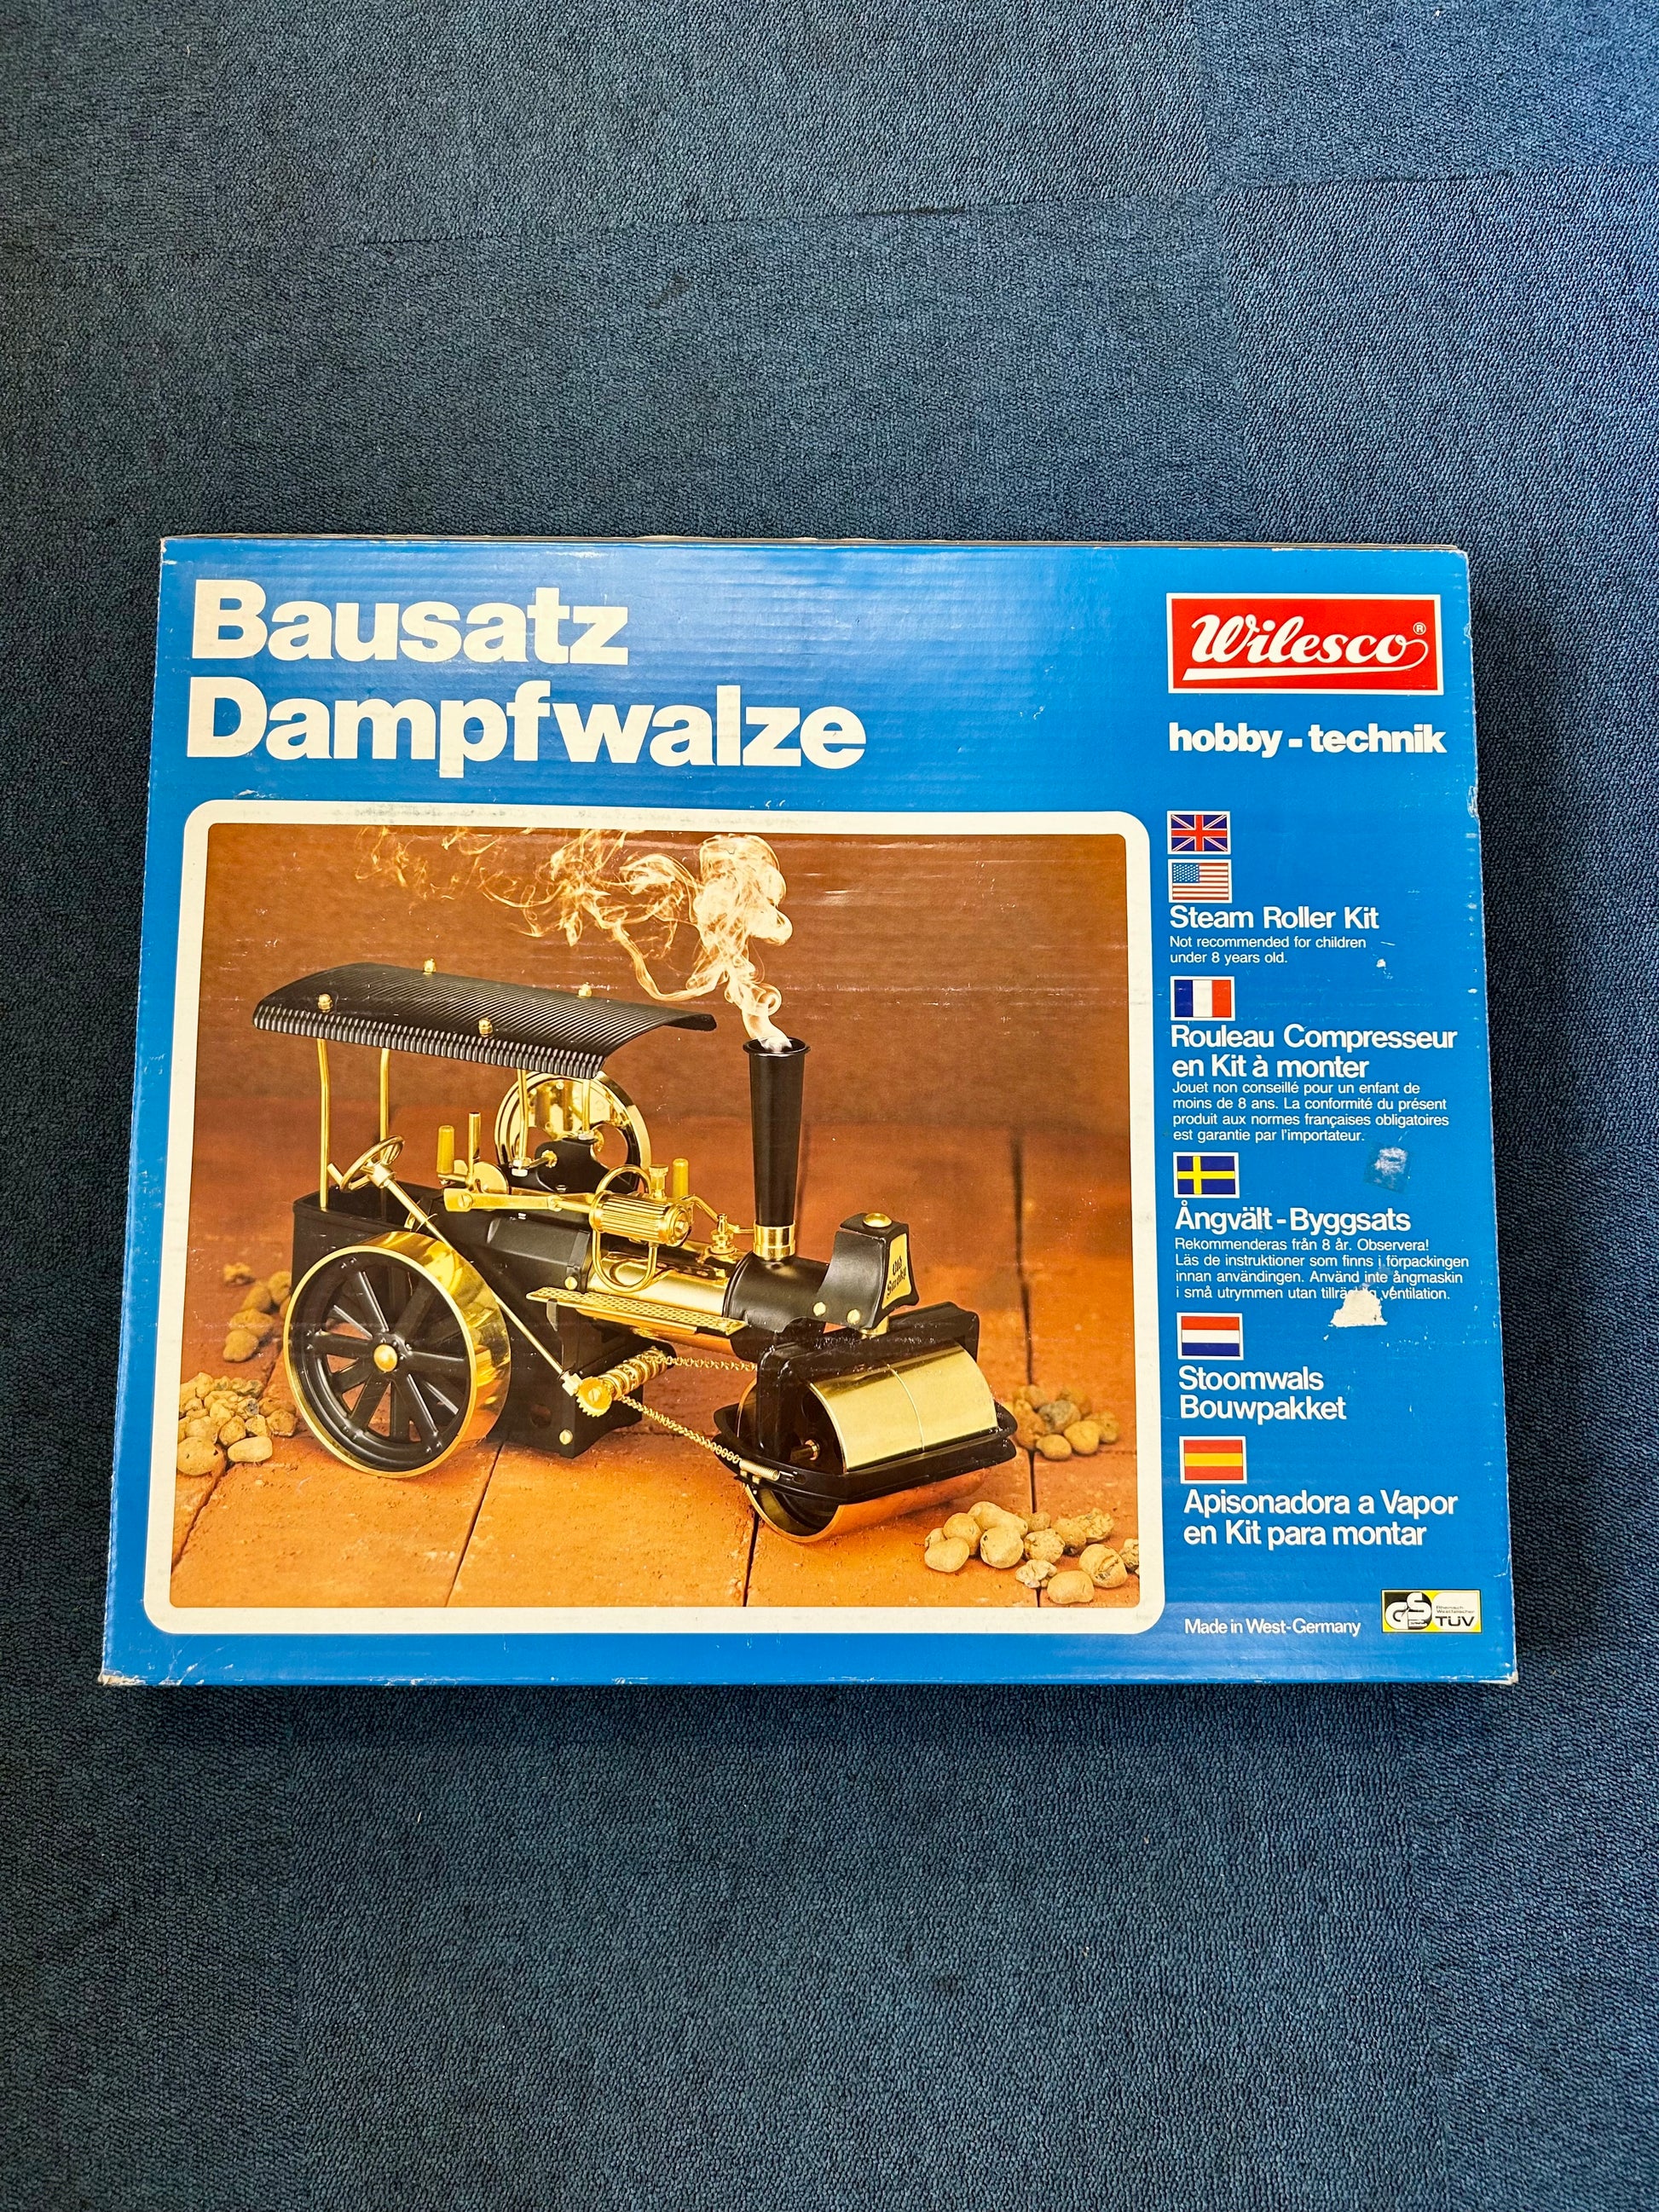 Bausatz
Dampfwalze
Wilesco®
hobby-technik
Steam Roller Kit
Not recommended for children
under 8 years old.
Rouleau Compresseur
en Kit à monter
Jouet non conseillé pour un enfant de
moins de 8 ans. La conformité du présent
produit aux normes françaises obligatoires
est garantie par l'importateur.
Ångvält-Byggsats
Rekommenderas från 8 år. Observera!
Läs de instruktioner som finns i förpackingen
innan användingen. Använd inte ångmaskin
i små utrymmen utan ventilation.
Stoomwals
Bouwpakket
Apisonadora a Vapor
en Kit para montar
Made in West-Germany
GS
TÜV
Old
Smoky